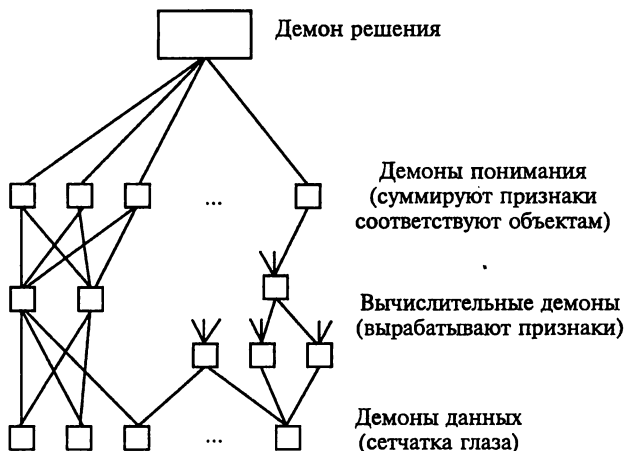 Демон решения
Демоны понимания
(суммируют признаки
соответствуют объектам)
...
Вычислительные демоны
(вырабатывают признаки)
Демоны данных
(сетчатка глаза)
...